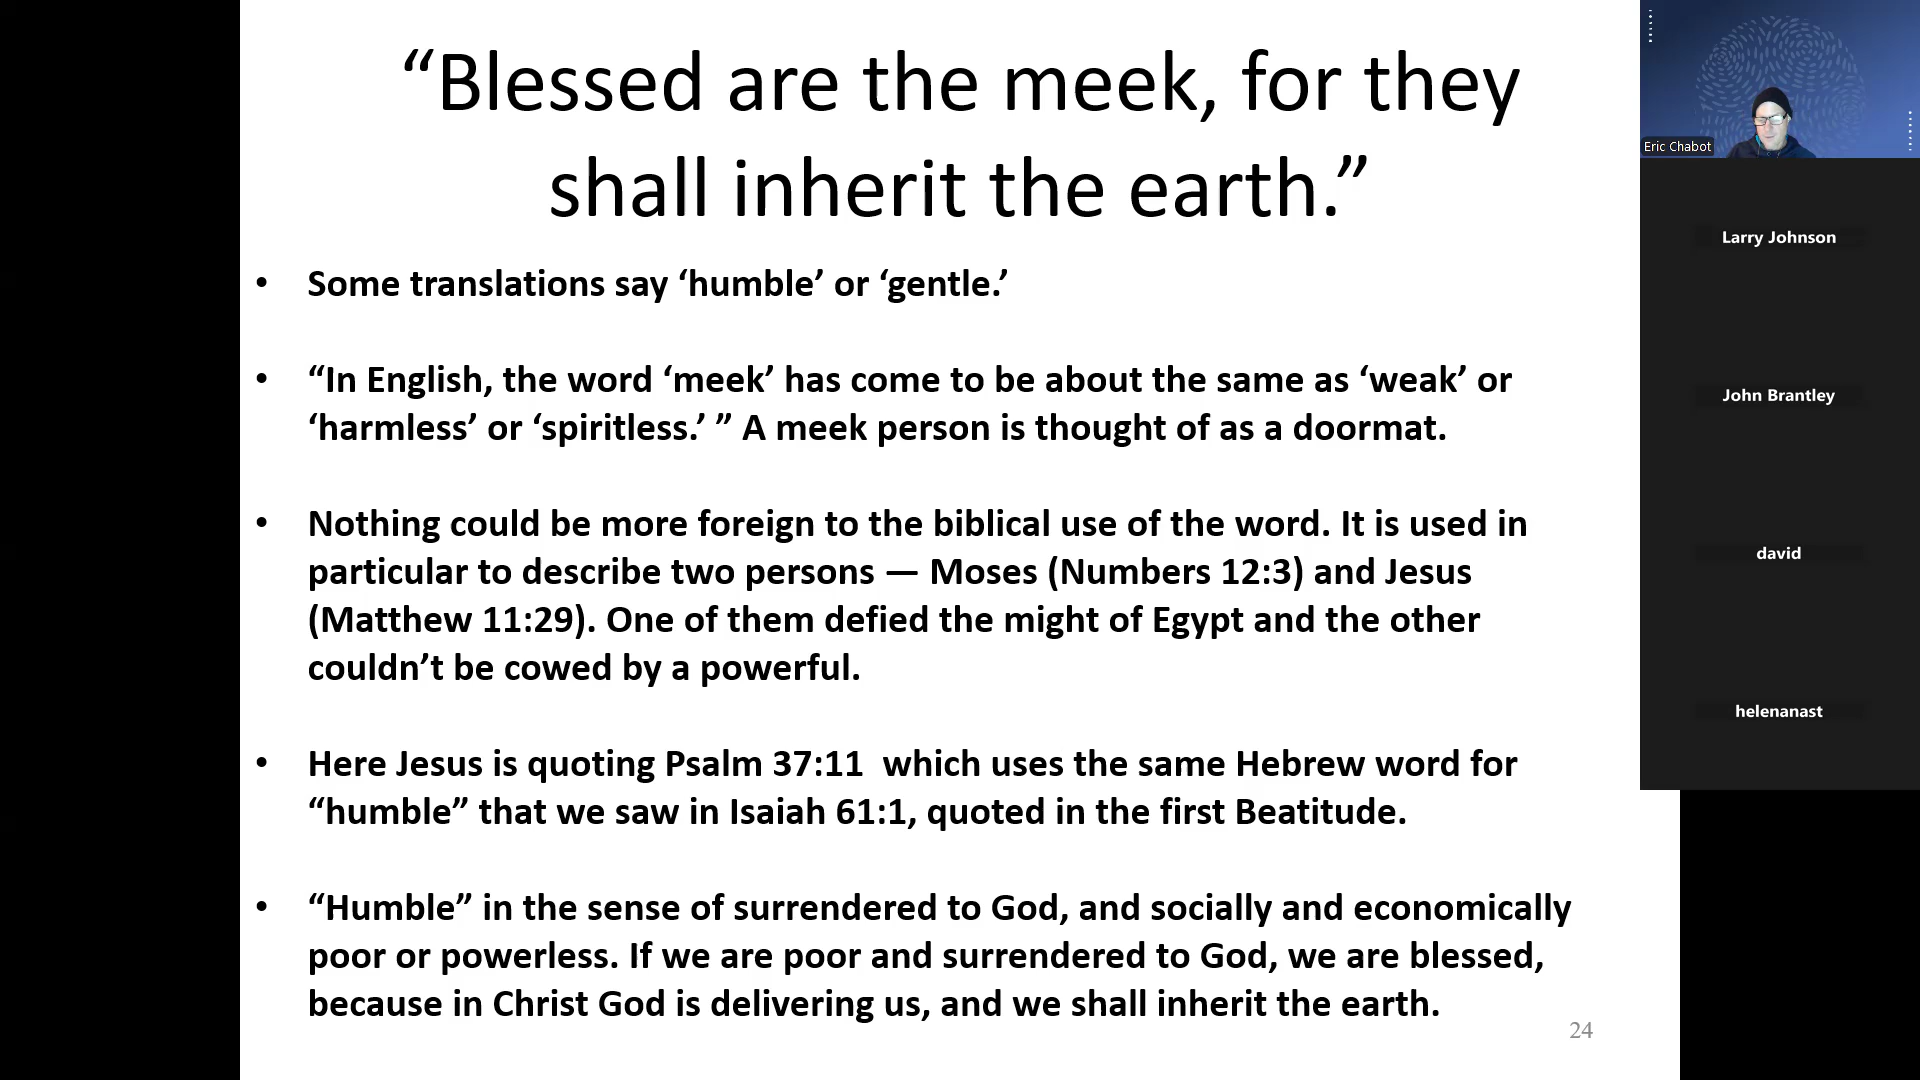 “Blessed are the meek, for they
shall inherit the earth.”
• Some translations say ‘humble’ or ‘gentle.’
• “In English, the word ‘meek’ has come to be about the same as ‘weak’ or
‘harmless’ or ‘spiritless.’ ” A meek person is thought of as a doormat.
• Nothing could be more foreign to the biblical use of the word. It is used in
particular to describe two persons — Moses (Numbers 12:3) and Jesus
(Matthew 11:29). One of them defied the might of Egypt and the other
couldn’t be cowed by a powerful.
• Here Jesus is quoting Psalm 37:11  which uses the same Hebrew word for
“humble” that we saw in Isaiah 61:1, quoted in the first Beatitude.
• “Humble” in the sense of surrendered to God, and socially and economically
poor or powerless. If we are poor and surrendered to God, we are blessed,
because in Christ God is delivering us, and we shall inherit the earth.
24
Eric Chabot
Larry Johnson
John Brantley
david
helenanast